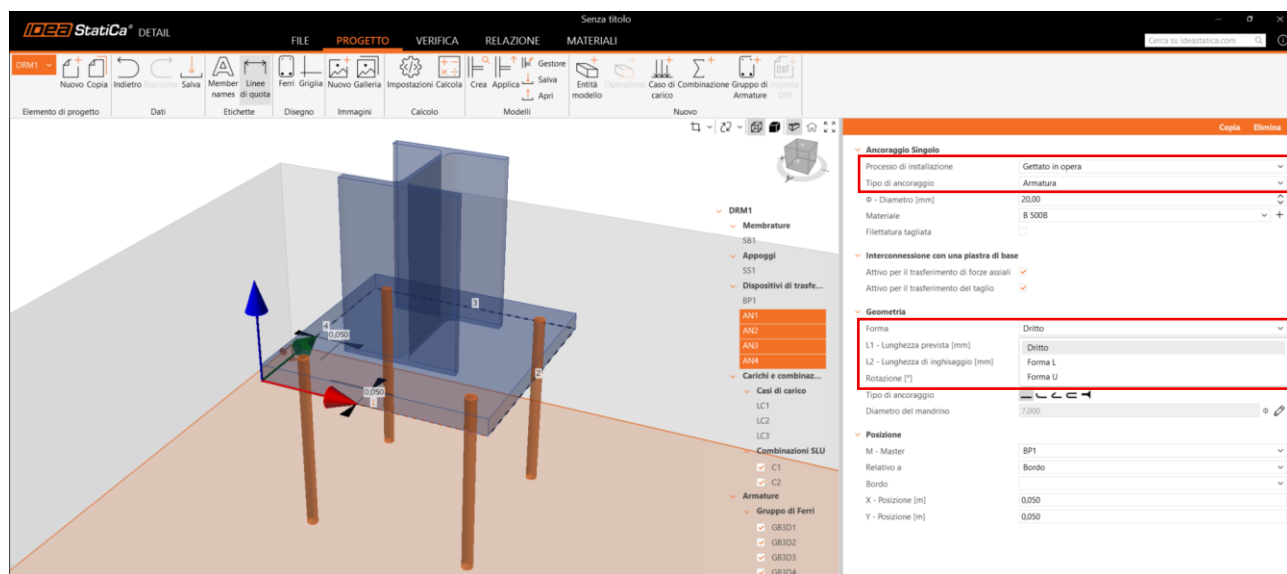 Senza titolo
IDEA StatiCa® DETAIL
FILE PROGETTO VERIFICA RELAZIONE MATERIALI
Cerca su ideastatica.com
DRM1
Nuovo Copia Indietro Ripristina Salva Member names Linee di quota Ferri Griglia Nuovo Galleria Impostazioni Calcola Crea Applica Gestore Salva Apri Entità modello Operazione Caso di carico Combinazione Gruppo di Armature Importa DXF
Elemento di progetto Dati Etichette Disegno Immagini Calcolo Modelli Nuovo
Copia Elimina
3
4
0,050
2
0,050
DRM1
Membrature
SB1
Appoggi
SS1
Dispositivi di trasfe...
BP1
AN1
AN2
AN3
AN4
Carichi e combinaz...
Casi di carico
LC1
LC2
LC3
Combinazioni SLU
C1
C2
Armature
Gruppo di Ferri
GB3D1
GB3D2
GB3D3
GB3D4
Ancoraggio Singolo
Processo di installazione Gettato in opera
Tipo di ancoraggio Armatura
Φ - Diametro [mm] 20,00
Materiale B 500B
Filettatura tagliata
Interconnessione con una piastra di base
Attivo per il trasferimento di forze assiali
Attivo per il trasferimento del taglio
Geometria
Forma Dritto
L1 - Lunghezza prevista [mm] Dritto
L2 - Lunghezza di inghisaggio [mm] Forma L
Rotazione [°] Forma U
Tipo di ancoraggio
Diametro del mandrino 7,000 Φ
Posizione
M - Master BP1
Relativo a Bordo
Bordo
X - Posizione [m] 0,050
Y - Posizione [m] 0,050